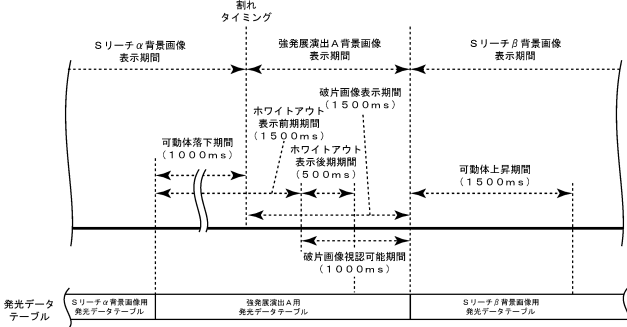 割れ
タイミング
Sリーチα背景画像
表示期間
強発展演出A背景画像
表示期間
Sリーチβ背景画像
表示期間
破片画像表示期間
(1500ms)
ホワイトアウト
表示前期期間
(1500ms)
ホワイトアウト
表示後期期間
(500ms)
可動体落下期間
(1000ms)
可動体上昇期間
(1500ms)
破片画像視認可能期間
(1000ms)
発光データ
テーブル
Sリーチα背景画像用
発光データテーブル
強発展演出A用
発光データテーブル
Sリーチβ背景画像用
発光データテーブル